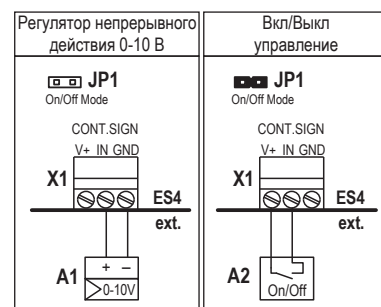 Регулятор непрерывного
действия 0-10 В
JP1
On/Off Mode
CONT.SIGN
V+ IN GND
X1
ES4
ext.
A1
+ −
0-10V
Вкл/Выкл
управление
JP1
On/Off Mode
CONT.SIGN
V+ IN GND
X1
ES4
ext.
A2
On/Off